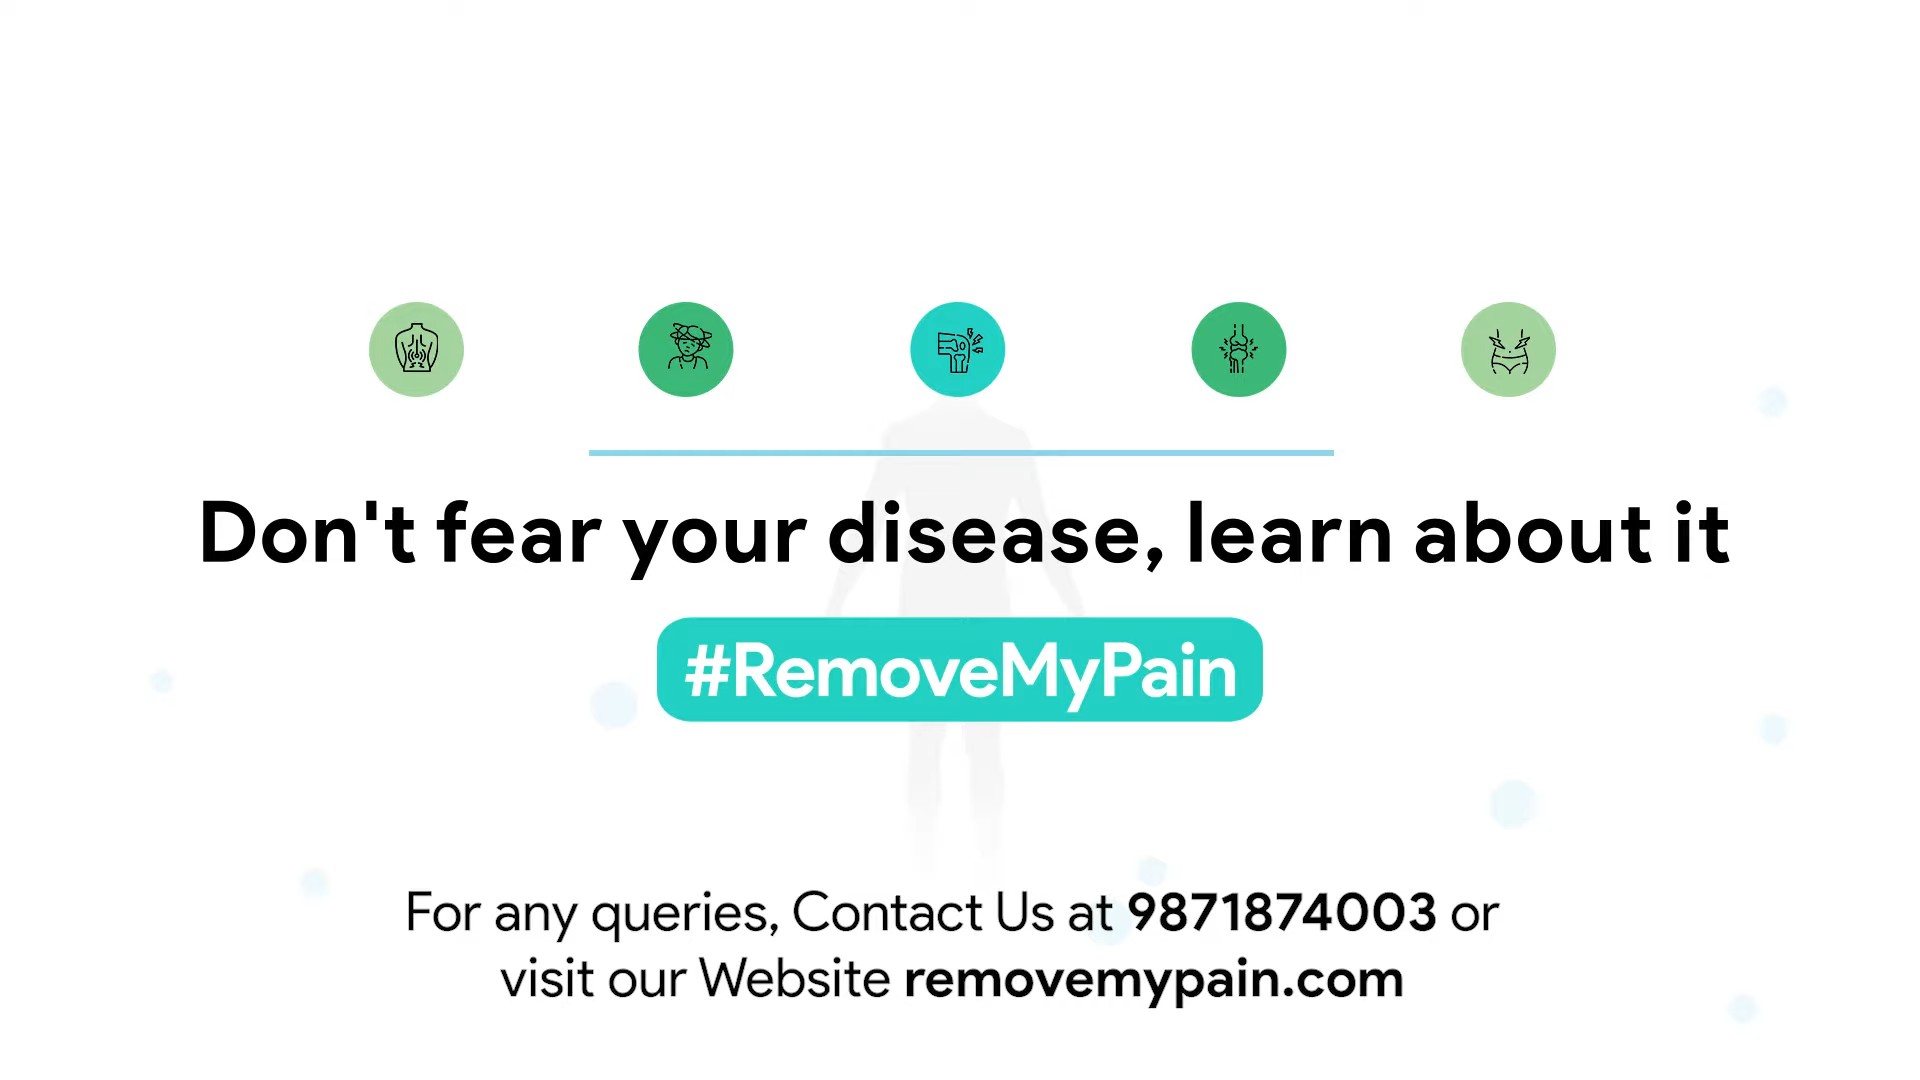 Don't fear your disease, learn about it
#RemoveMyPain
For any queries, Contact Us at 9871874003 or
visit our Website removemypain.com